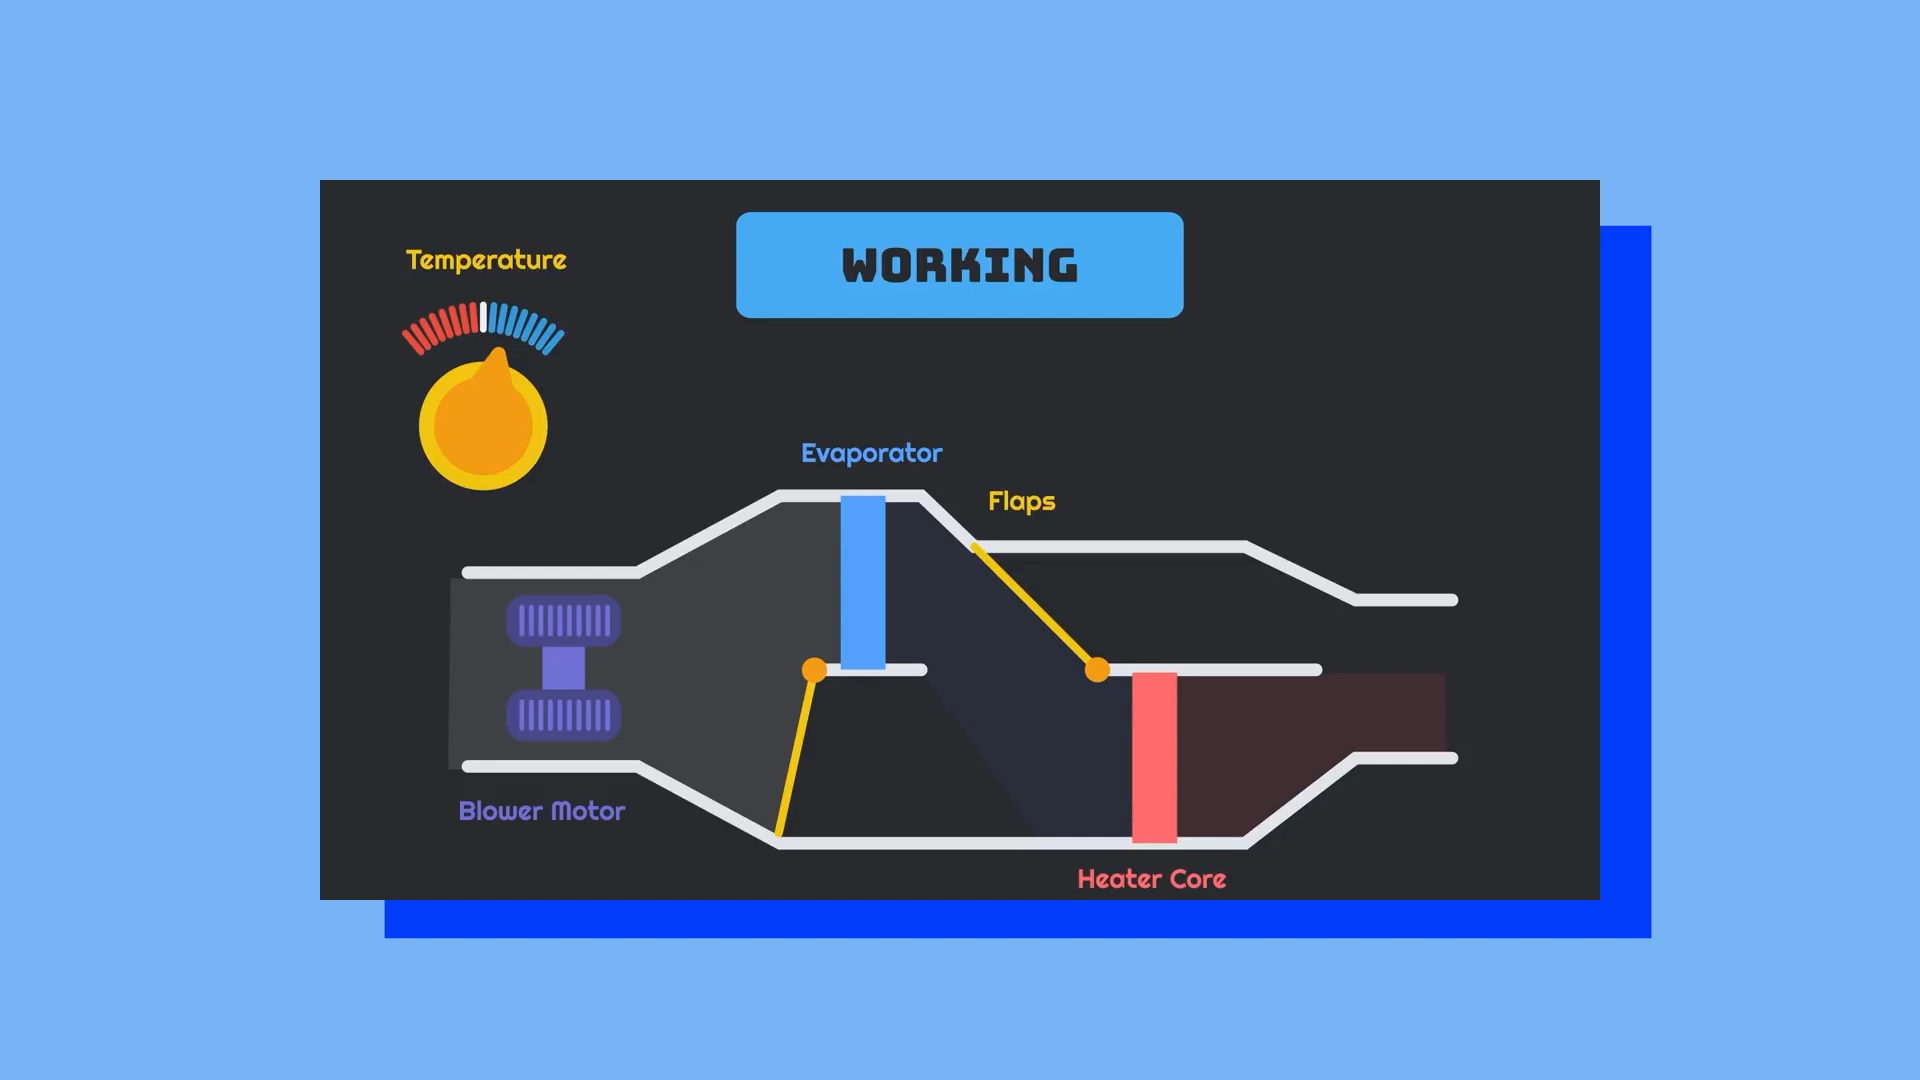 WORKING
Temperature
Evaporator
Flaps
Blower Motor
Heater Core